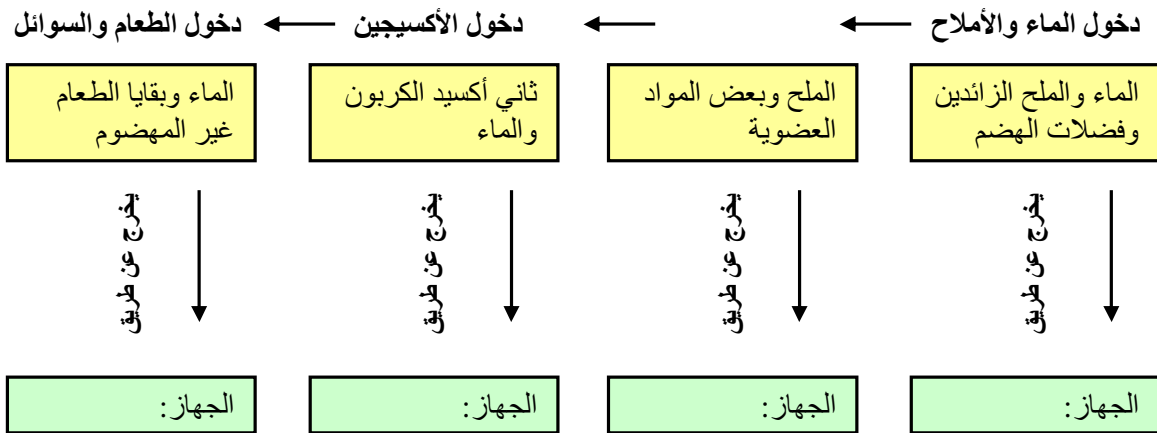 دخول الماء والأملاح
دخول الأكسيجين
دخول الطعام والسوائل
الماء والملح الزائدين
وفضلات الهضم
الملح وبعض المواد
العضوية
ثاني أكسيد الكربون
والماء
الماء وبقايا الطعام
غير المهضوم
يخرج عن طريق
يخرج عن طريق
يخرج عن طريق
يخرج عن طريق
الجهاز:
الجهاز:
الجهاز:
الجهاز: